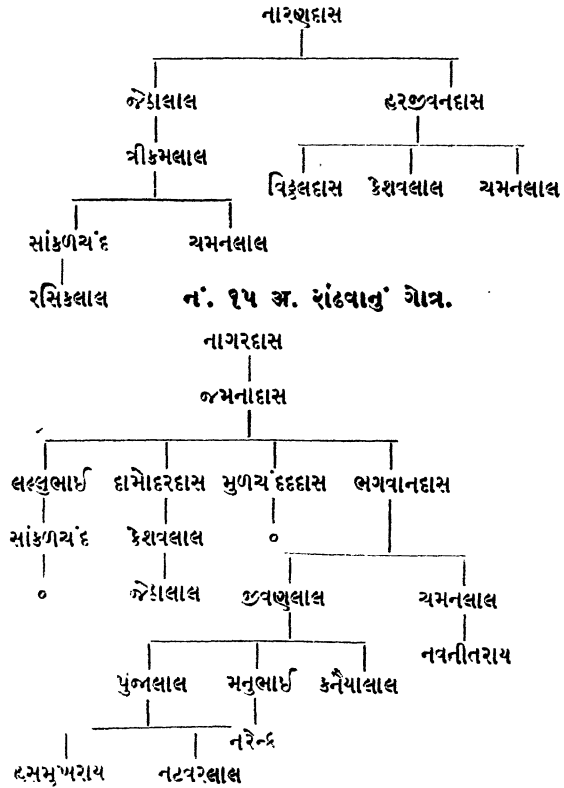 નારણદાસ
જેઠાલાલ હરજીવનદાસ
ત્રીકમલાલ
વિઠ્ઠલદાસ કેશવલાલ ચમનલાલ
સાંકળચંદ ચમનલાલ
રસિકલાલ
નં. ૧૫ અ. રાંઢવાનું ગોત્ર.
નાગરદાસ
જમનાદાસ
લલ્લુભાઈ દામોદરદાસ મુળચંદદદાસ ભગવાનદાસ
સાંકળચંદ કેશવલાલ ૦
૦ જેઠાલાલ જીવણલાલ ચમનલાલ
નવનીતરાય
પુંજાલાલ મનુભાઈ કનૈયાલાલ
નરેન્દ્ર
હસમુખરાય નટવરલાલ